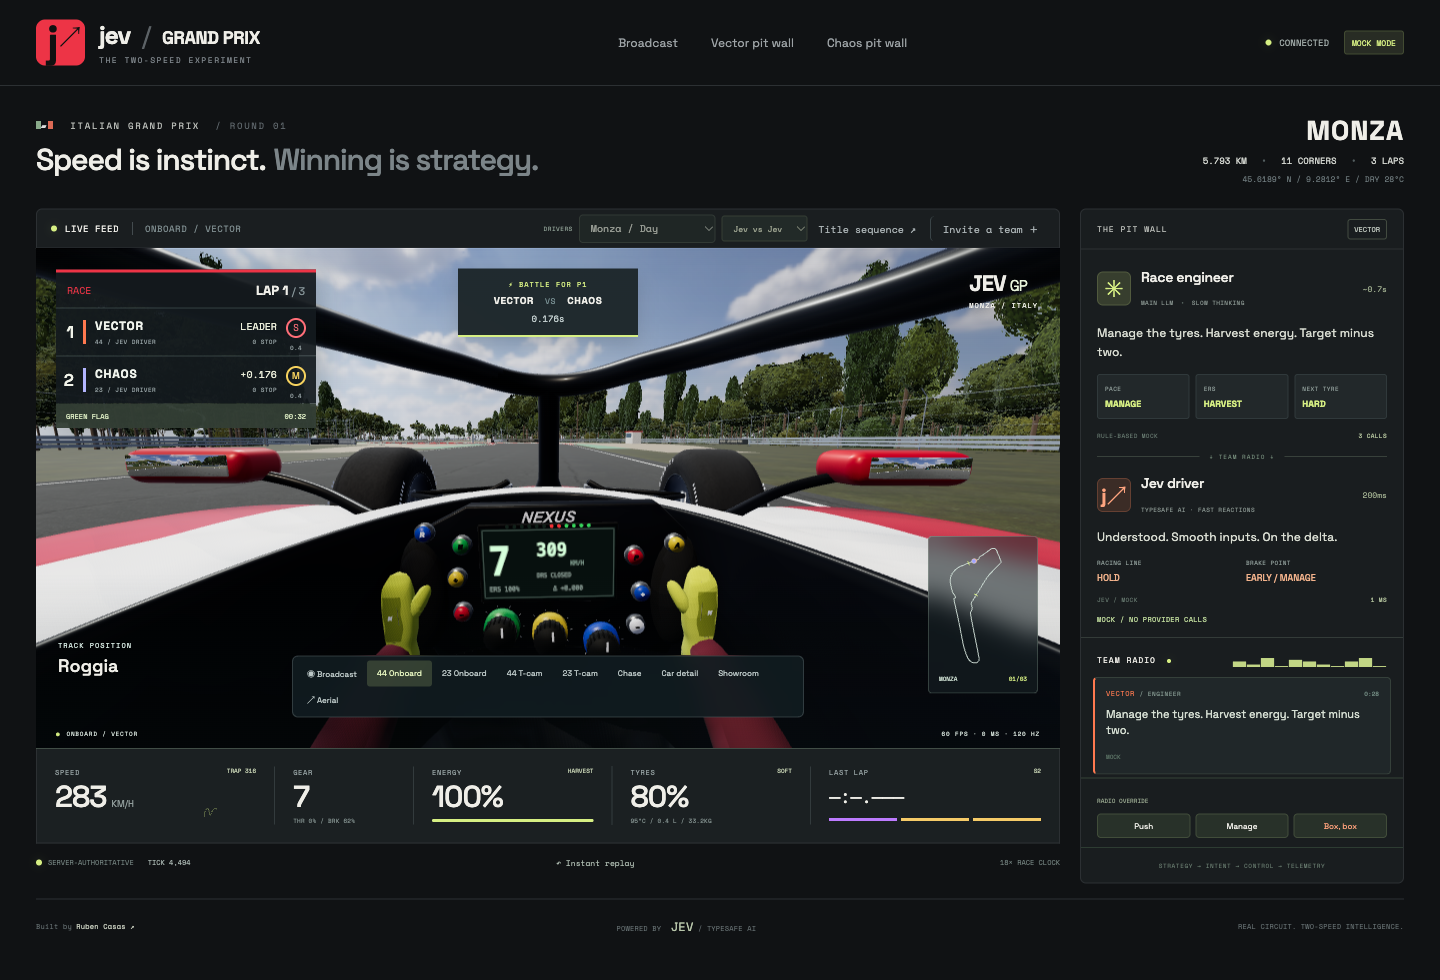 jev / GRAND PRIX
THE TWO-SPEED EXPERIMENT
Broadcast
Vector pit wall
Chaos pit wall
CONNECTED
MOCK MODE
ITALIAN GRAND PRIX / ROUND 01
Speed is instinct. Winning is strategy.
MONZA
5.793 KM · 11 CORNERS · 3 LAPS
45.6189° N / 9.2812° E / DRY 28°C
LIVE FEED
ONBOARD / VECTOR
DRIVERS
Monza / Day
Jev vs Jev
Title sequence ↗
Invite a team +
RACE
LAP 1 / 3
1 VECTOR LEADER S
44 / JEV DRIVER 0 STOP 0.4
2 CHAOS +0.176 M
23 / JEV DRIVER 0 STOP 0.4
GREEN FLAG 00:32
⚡ BATTLE FOR P1
VECTOR VS CHAOS
0.176s
JEV GP
MONZA / ITALY
NEXUS
7
309
KM/H
DRS CLOSED
ERS 100% Δ +0.000
TRACK POSITION
Roggia
MONZA 01/03
◉ Broadcast
44 Onboard
23 Onboard
44 T-cam
23 T-cam
Chase
Car detail
Showroom
↗ Aerial
ONBOARD / VECTOR
60 FPS · 0 MS · 120 HZ
SPEED
TRAP 316
283 KM/H
GEAR
7
THR 0% / BRK 62%
ENERGY
HARVEST
100%
TYRES
SOFT
80%
95°C / 0.4 L / 33.2KG
LAST LAP
S2
—:—.———
SERVER-AUTHORITATIVE TICK 4,494
↶ Instant replay
18× RACE CLOCK
THE PIT WALL
VECTOR
Race engineer
MAIN LLM · SLOW THINKING
~0.7s
Manage the tyres. Harvest energy. Target minus
two.
PACE
MANAGE
ERS
HARVEST
NEXT TYRE
HARD
RULE-BASED MOCK
3 CALLS
↓ TEAM RADIO ↓
Jev driver
TYPESAFE AI · FAST REACTIONS
200ms
Understood. Smooth inputs. On the delta.
RACING LINE
HOLD
BRAKE POINT
EARLY / MANAGE
JEV / MOCK
1 MS
MOCK / NO PROVIDER CALLS
TEAM RADIO
VECTOR / ENGINEER
0:28
Manage the tyres. Harvest energy. Target minus
two.
MOCK
RADIO OVERRIDE
Push
Manage
Box, box
STRATEGY → INTENT → CONTROL → TELEMETRY
Built by Ruben Casas ↗
POWERED BY JEV / TYPESAFE AI
REAL CIRCUIT. TWO-SPEED INTELLIGENCE.